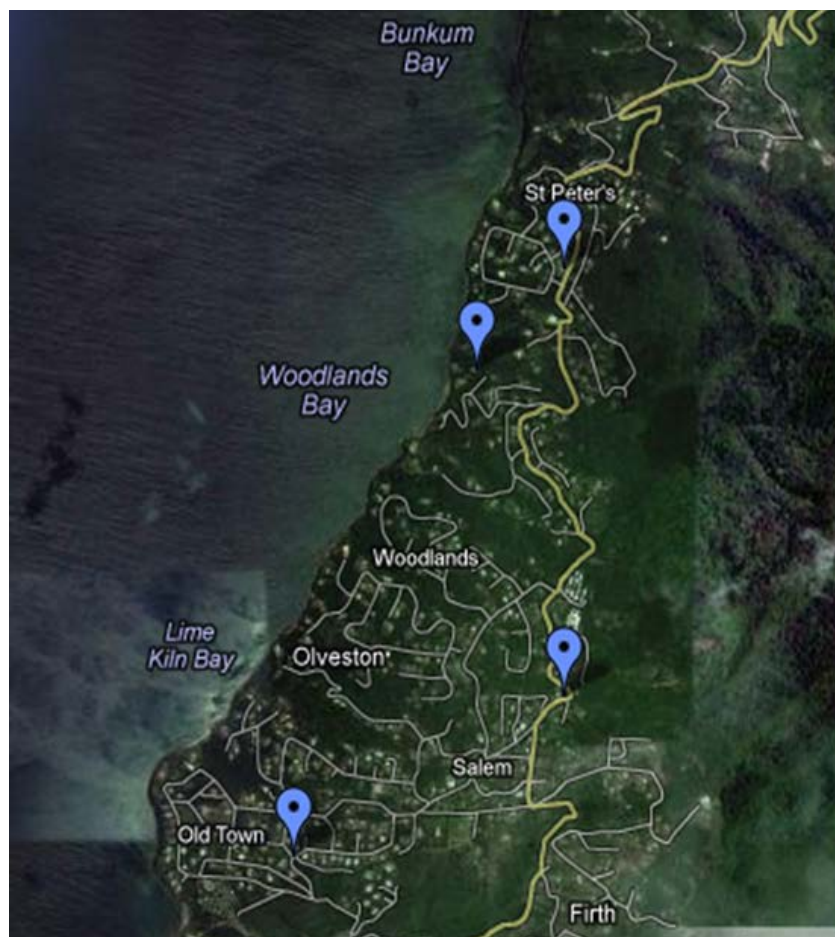 Bunkum
Bay
St Peter's
Woodlands
Bay
Woodlands
Lime
Kiln Bay
Olveston
Salem
Old Town
Firth